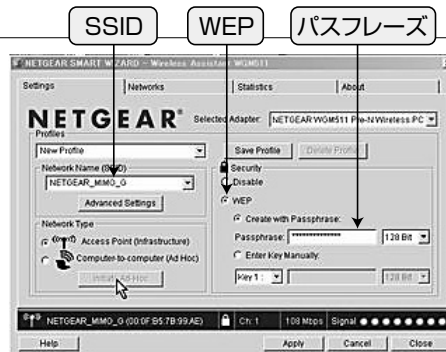 SSID WEP パスフレーズ
NETGEAR SMART WIZARD - Wireless Assistant WGM511
Settings Networks Statistics About
NETGEAR® Selected Adapter: NETGEAR WGM511 Pre-N Wireless PC
Profiles
New Profile Save Profile Delete Profile
Network Name (SSID) Security
NETGEAR_MIMO_G Disable
Advanced Settings WEP
Create with Passphrase:
Network Type
Access Point (Infrastructure) Passphrase: *************** 128 Bit
Computer-to-computer (Ad Hoc) Enter Key Manually:
Initiate Ad-Hoc Key 1 : 128 Bit
NETGEAR_MIMO_G (00:0F:B5:7B:99:AE) Ch: 1 108 Mbps Signal
Help Apply Cancel Close